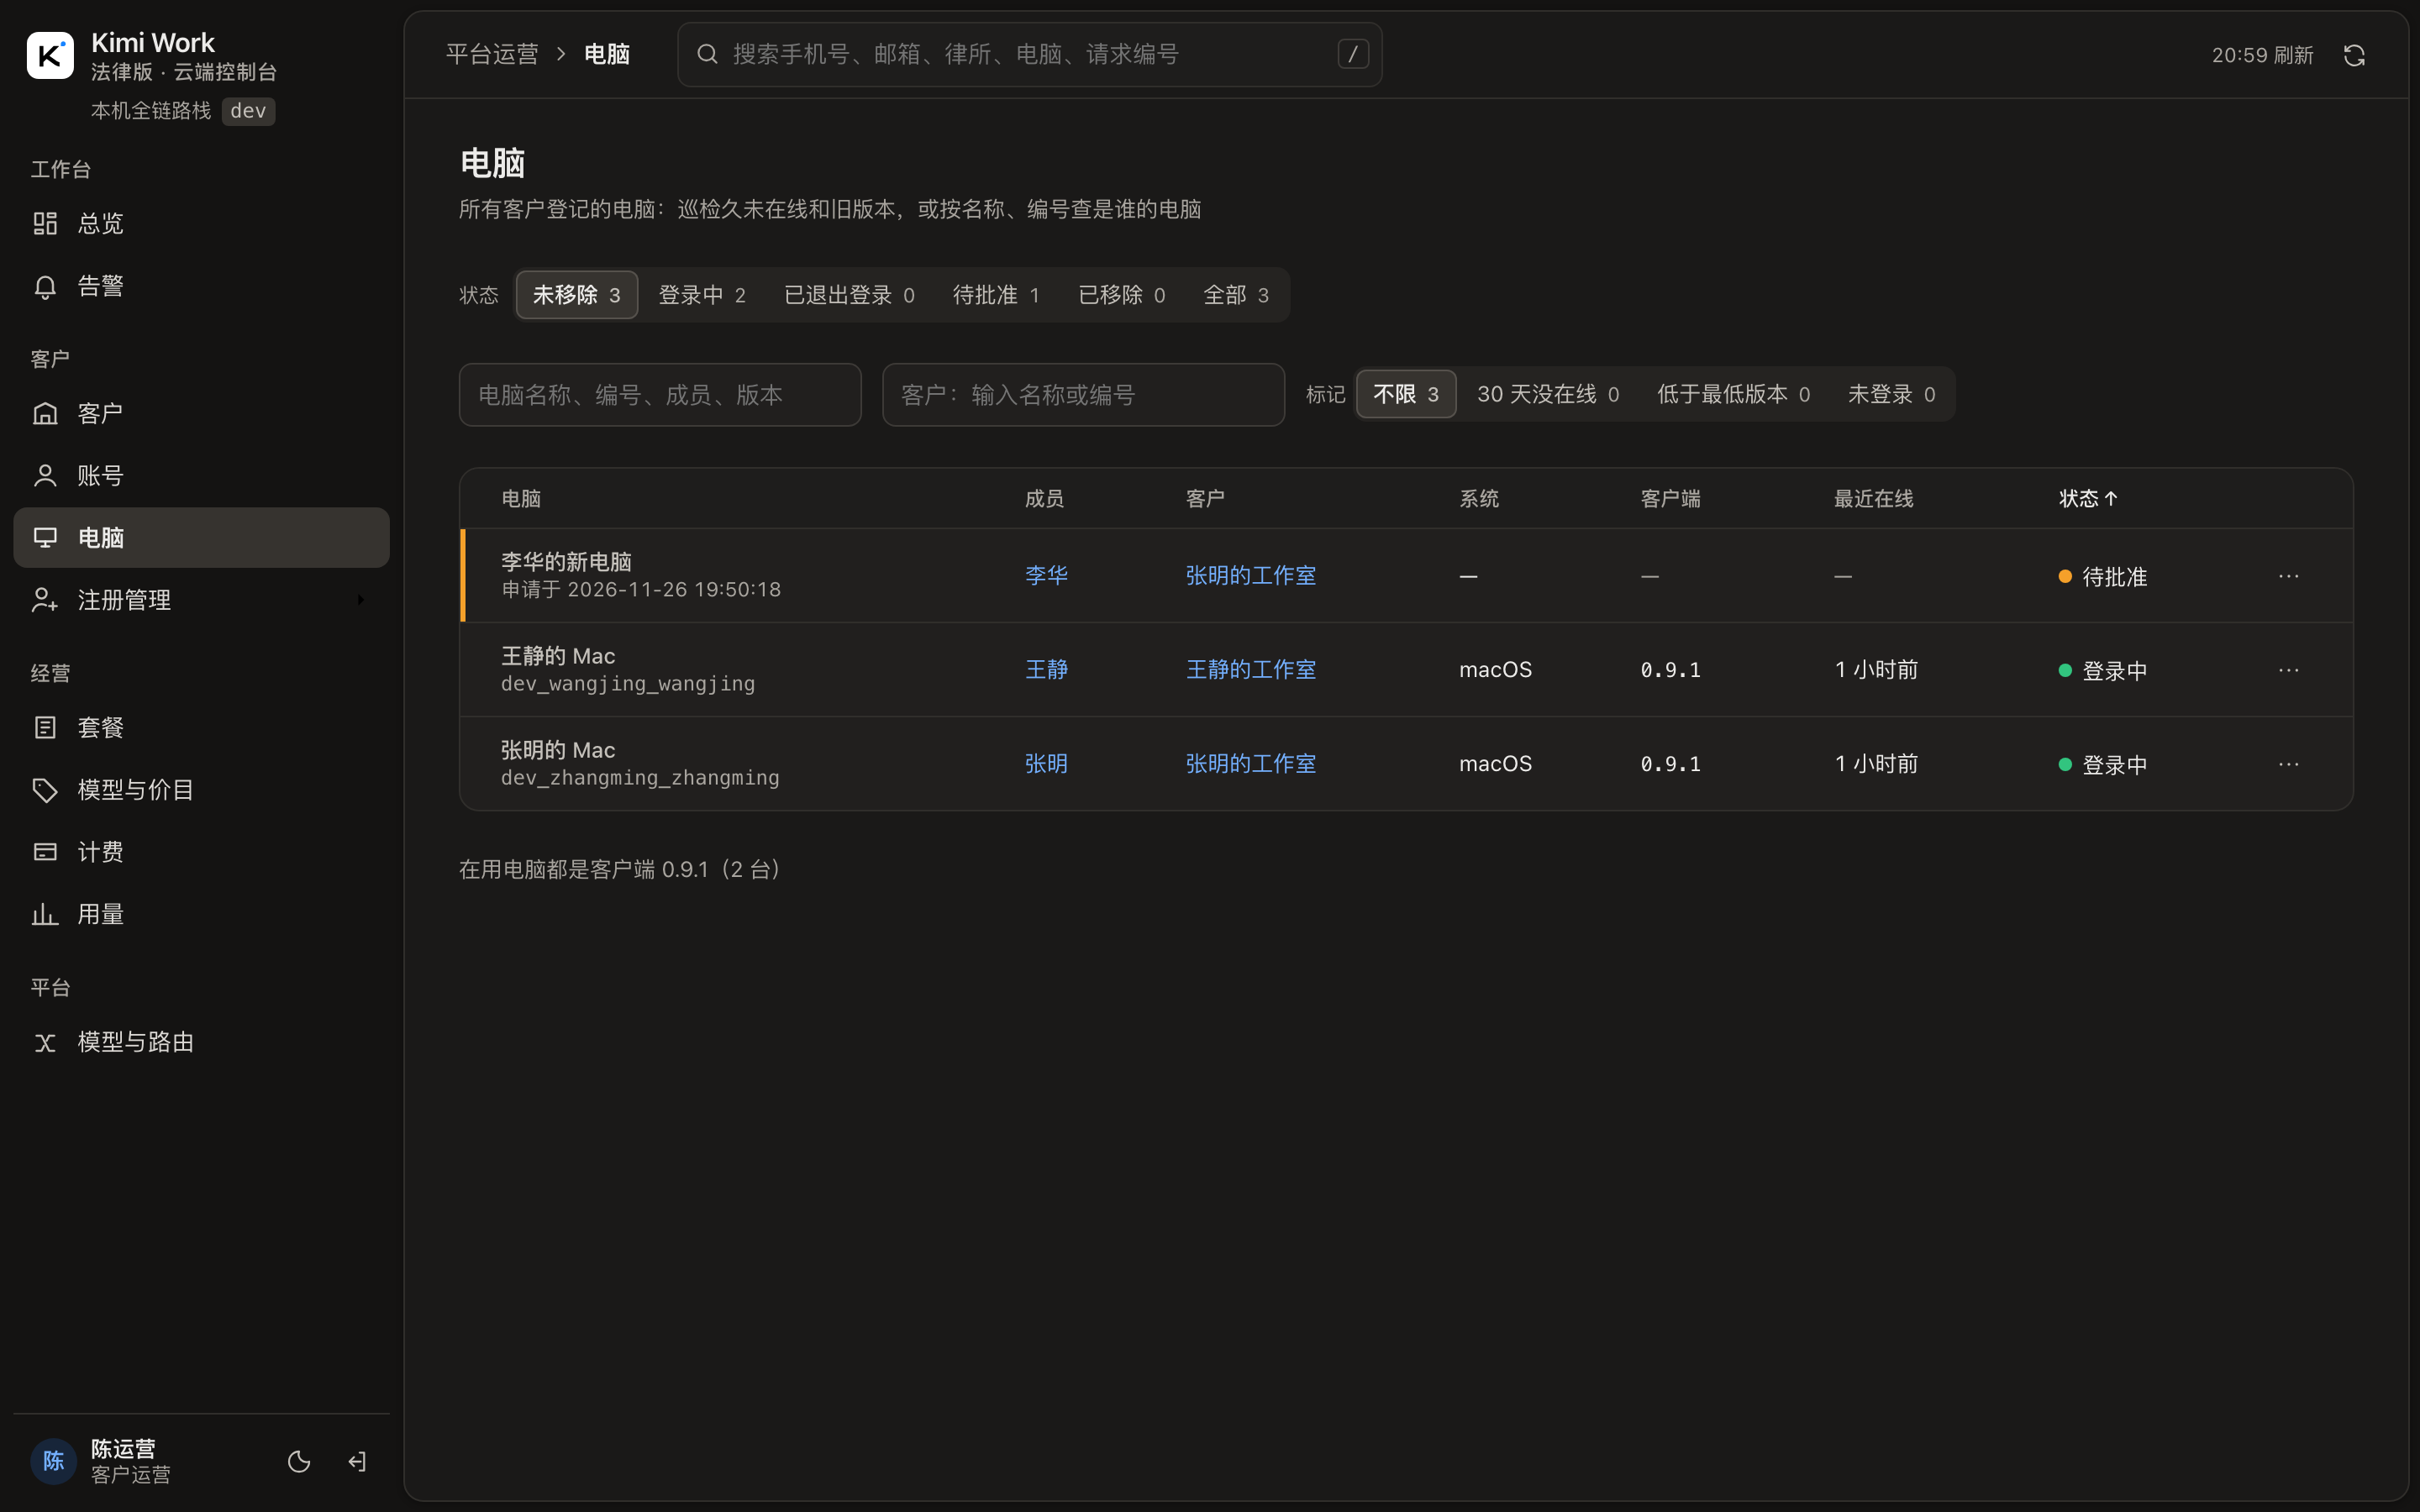 Kimi Work
法律版 · 云端控制台
本机全链路栈 dev
工作台
总览
告警
客户
客户
账号
电脑
注册管理
经营
套餐
模型与价目
计费
用量
平台
模型与路由
陈 陈运营
客户运营
平台运营 > 电脑
搜索手机号、邮箱、律所、电脑、请求编号 /
20:59 刷新
电脑
所有客户登记的电脑：巡检久未在线和旧版本，或按名称、编号查是谁的电脑
状态 未移除 3 登录中 2 已退出登录 0 待批准 1 已移除 0 全部 3
电脑名称、编号、成员、版本 客户：输入名称或编号 标记 不限 3 30 天没在线 0 低于最低版本 0 未登录 0
电脑 成员 客户 系统 客户端 最近在线 状态 ↑
李华的新电脑 李华 张明的工作室 — — — 待批准 ···
申请于 2026-11-26 19:50:18
王静的 Mac 王静 王静的工作室 macOS 0.9.1 1 小时前 登录中 ···
dev_wangjing_wangjing
张明的 Mac 张明 张明的工作室 macOS 0.9.1 1 小时前 登录中 ···
dev_zhangming_zhangming
在用电脑都是客户端 0.9.1（2 台）